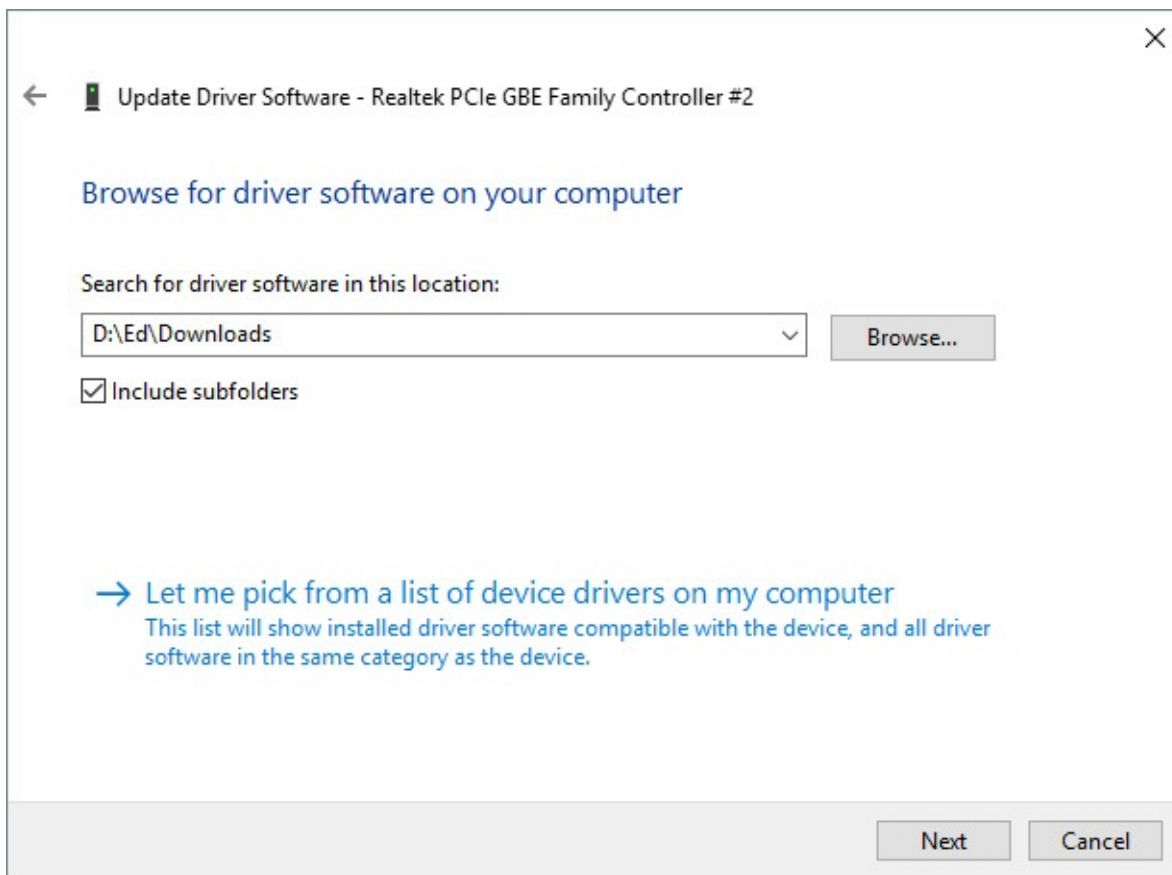 Update Driver Software - Realtek PCIe GBE Family Controller #2
Browse for driver software on your computer
Search for driver software in this location:
D:\Ed\Downloads
Browse...
Include subfolders
Let me pick from a list of device drivers on my computer
This list will show installed driver software compatible with the device, and all driver
software in the same category as the device.
Next
Cancel